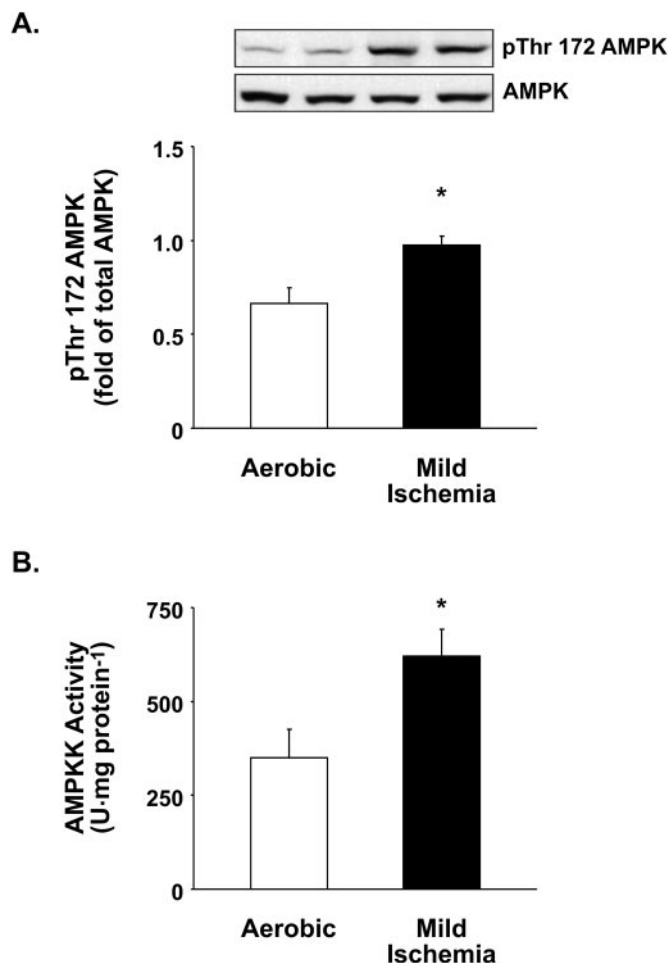 A.
pThr 172 AMPK
AMPK
pThr 172 AMPK
(fold of total AMPK)
1.5
1.0
0.5
0
*
Aerobic
Mild
Ischemia
B.
AMPKK Activity
(U·mg protein-1)
750
500
250
0
*
Aerobic
Mild
Ischemia